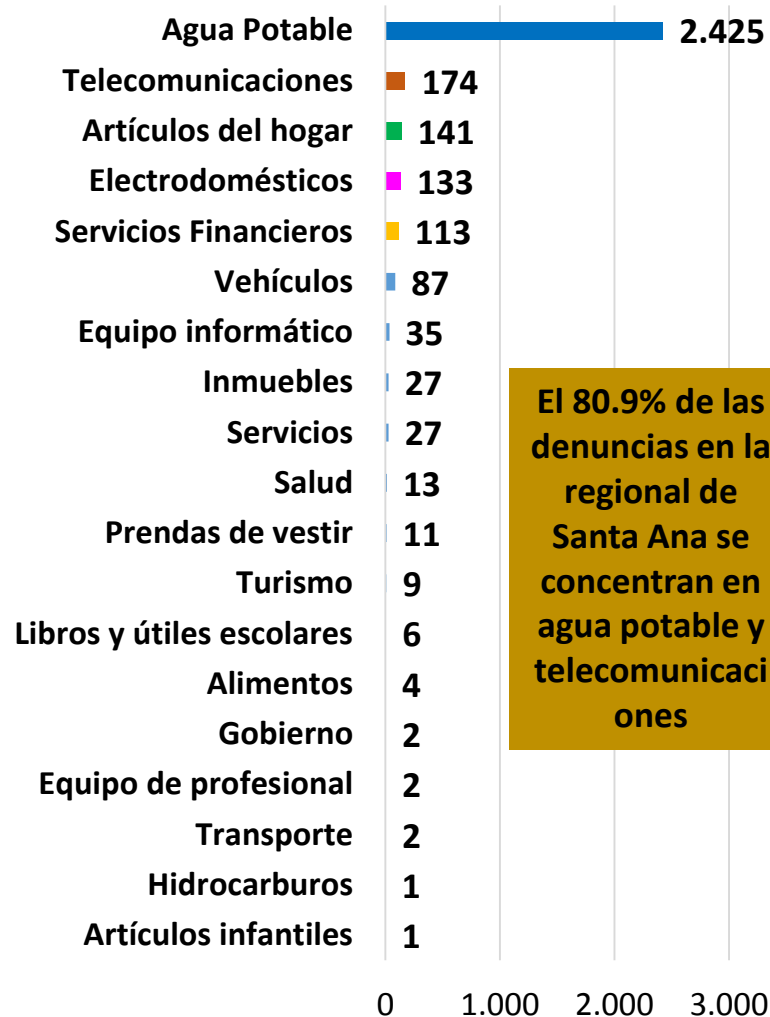 Agua Potable 2.425
Telecomunicaciones 174
Artículos del hogar 141
Electrodomésticos 133
Servicios Financieros 113
Vehículos 87
Equipo informático 35
Inmuebles 27
Servicios 27
Salud 13
Prendas de vestir 11
Turismo 9
Libros y útiles escolares 6
Alimentos 4
Gobierno 2
Equipo de profesional 2
Transporte 2
Hidrocarburos 1
Artículos infantiles 1
0 1.000 2.000 3.000
El 80.9% de las
denuncias en la
regional de
Santa Ana se
concentran en
agua potable y
telecomunicaci
ones